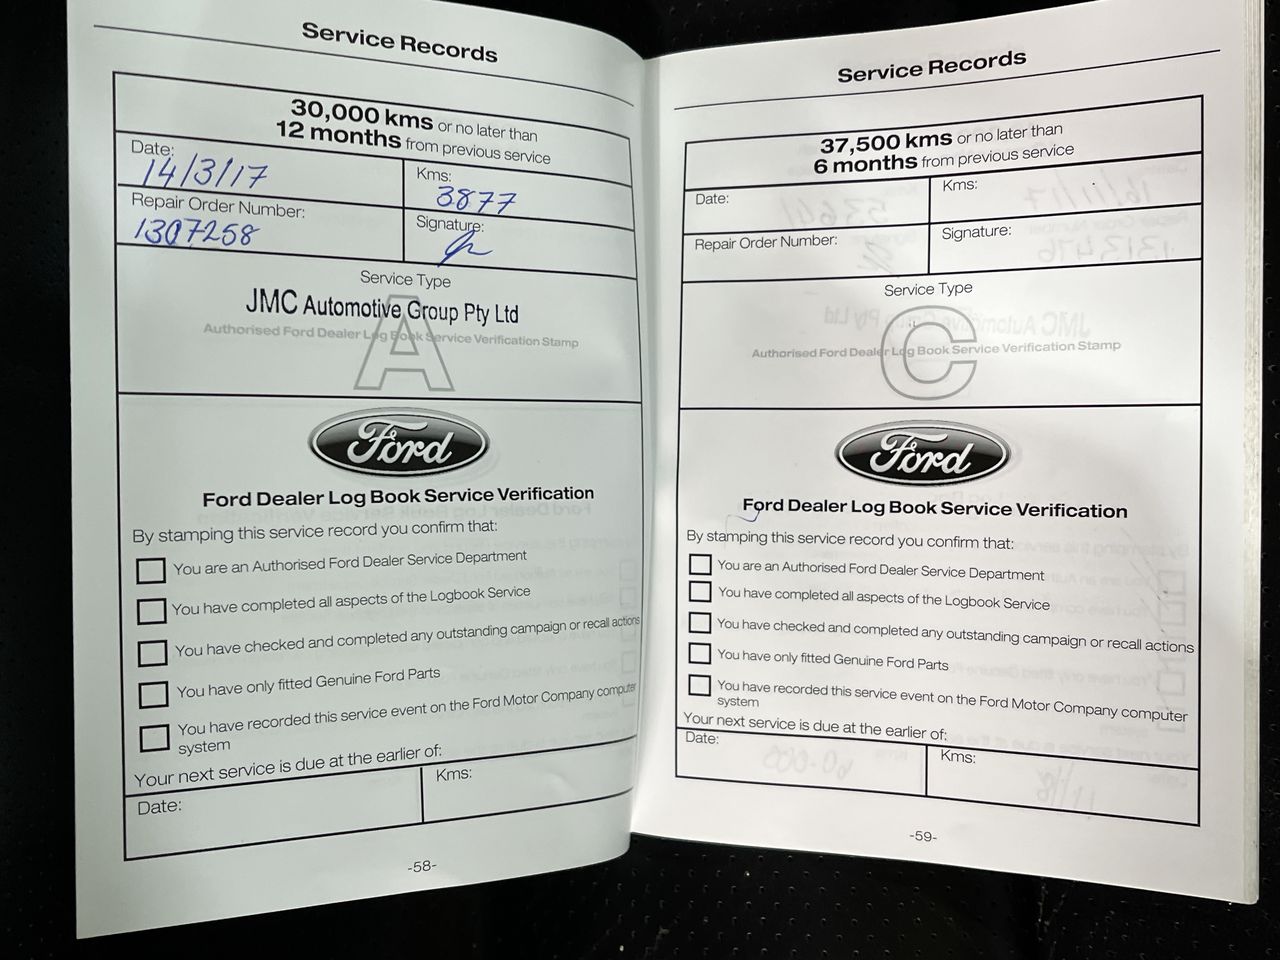 Service Records
30,000 kms or no later than
12 months from previous service
Date:
14/3/17
Kms:
3877
Repair Order Number:
1307258
Signature:
Service Type
JMC Automotive Group Pty Ltd
Authorised Ford Dealer Log Book Service Verification Stamp
A
Ford
Ford Dealer Log Book Service Verification
By stamping this service record you confirm that:
You are an Authorised Ford Dealer Service Department
You have completed all aspects of the Logbook Service
You have checked and completed any outstanding campaign or recall actions
You have only fitted Genuine Ford Parts
You have recorded this service event on the Ford Motor Company computer
system
Your next service is due at the earlier of:
Date:
Kms:
-58-
Service Records
37,500 kms or no later than
6 months from previous service
Date:
Kms:
Repair Order Number:
Signature:
Service Type
Authorised Ford Dealer Log Book Service Verification Stamp
C
Ford
Ford Dealer Log Book Service Verification
By stamping this service record you confirm that:
You are an Authorised Ford Dealer Service Department
You have completed all aspects of the Logbook Service
You have checked and completed any outstanding campaign or recall actions
You have only fitted Genuine Ford Parts
You have recorded this service event on the Ford Motor Company computer
system
Your next service is due at the earlier of:
Date:
Kms:
-59-